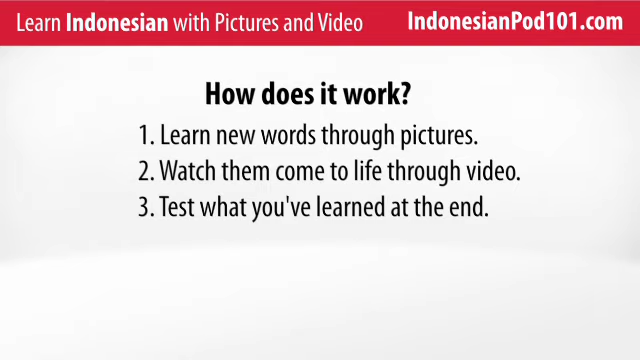 Learn Indonesian with Pictures and Video
IndonesianPod101.com
How does it work?
1. Learn new words through pictures.
2. Watch them come to life through video.
3. Test what you've learned at the end.